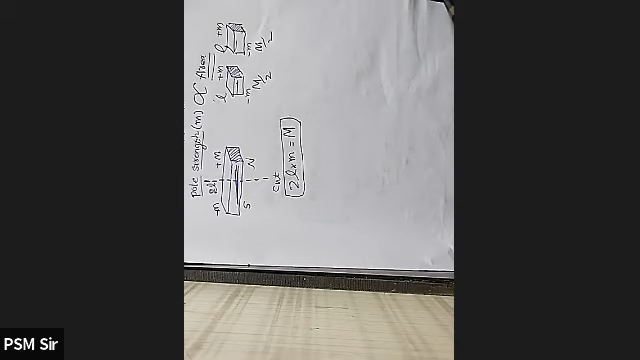 Pole strength(m) ∝ Area
-m 2l +m
S N
cut
2l×m = M
l +m
-m
M/2
l +m
-m
M/2
PSM Sir